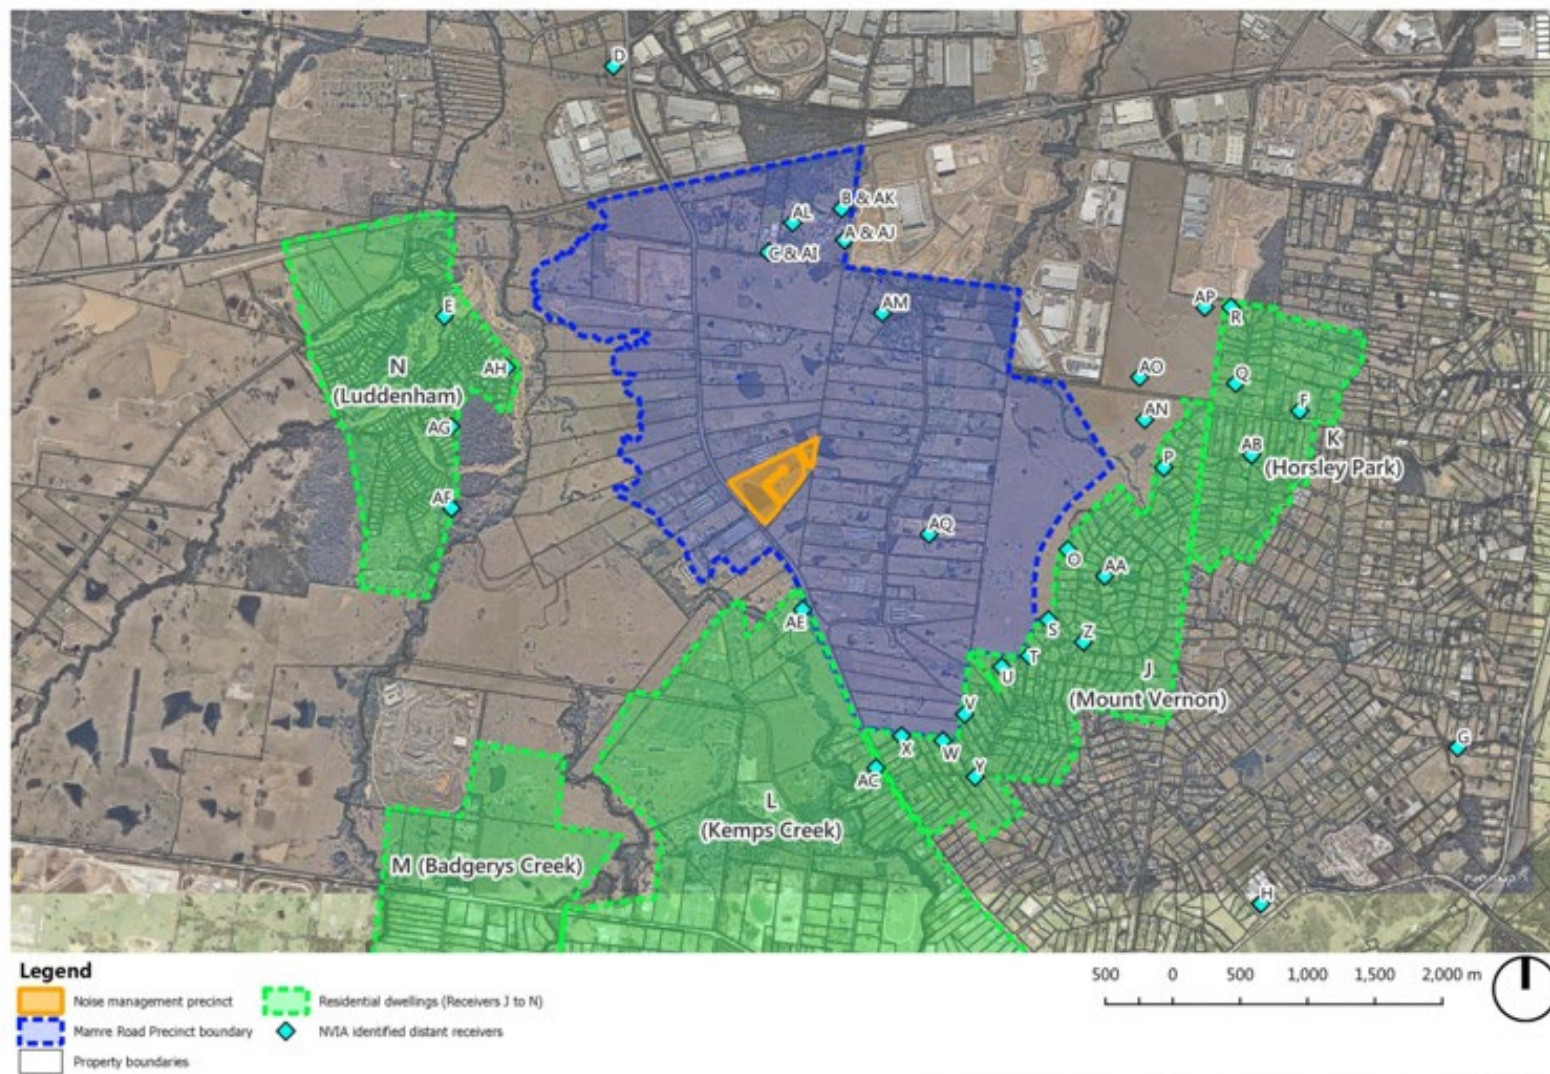 D
B & AK
AL
A & AJ
C & AI
AM
E
AP
R
N
(Luddenham)
AH
AO
Q
AN
F
AG
K
(Horsley Park)
P
AB
AF
AQ
O
AA
AE
S
Z
T
U
J
(Mount Vernon)
V
X
W
G
AC
Y
L
(Kemps Creek)
M (Badgerys Creek)
H
Legend
Noise management precinct
Residential dwellings (Receivers J to N)
Mamre Road Precinct boundary
NVIA identified distant receivers
Property boundaries
500 0 500 1,000 1,500 2,000 m